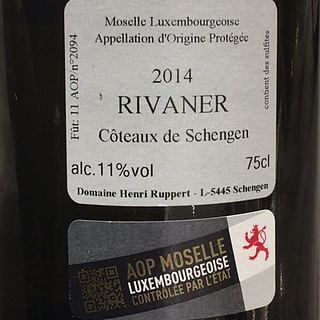 Moselle Luxembourgeoise
Appellation d'Origine Protégée
Fût: 11 AOP/n°2094
2014
RIVANER
Côteaux de Schengen
contient des sulfites
alc.11%vol
75cl
Domaine Henri Ruppert - L-5445 Schengen
AOP MOSELLE
LUXEMBOURGEOISE
CONTRÔLÉE PAR L'ÉTAT